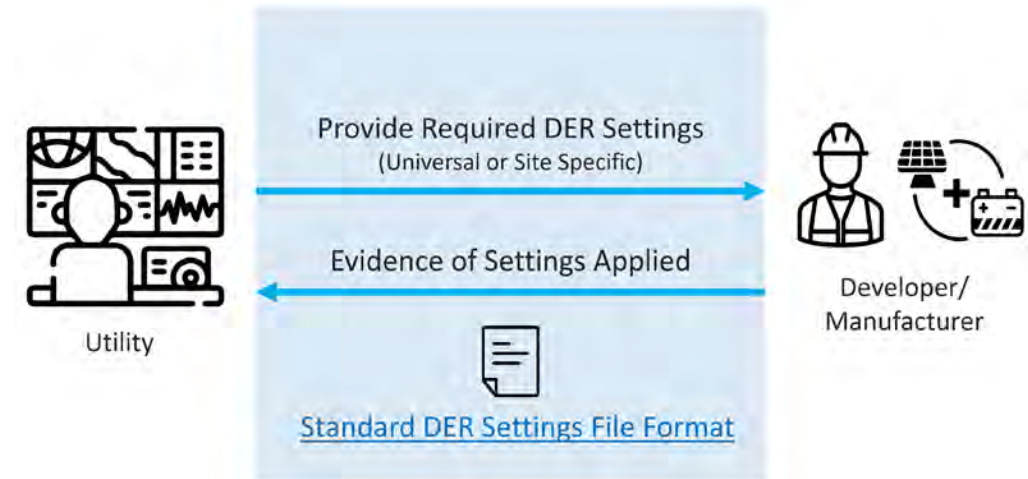 Provide Required DER Settings
(Universal or Site Specific)
Evidence of Settings Applied
Utility
Developer/
Manufacturer
Standard DER Settings File Format